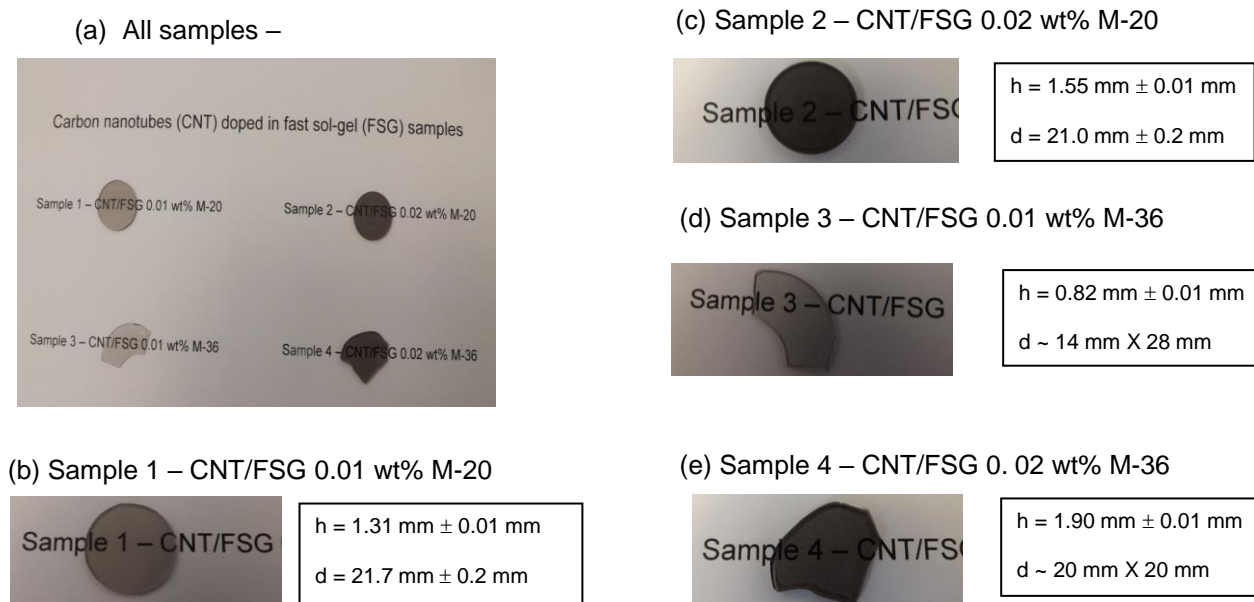 (a) All samples –
Carbon nanotubes (CNT) doped in fast sol-gel (FSG) samples
Sample 1 – CNT/FSG 0.01 wt% M-20
Sample 2 – CNT/FSG 0.02 wt% M-20
Sample 3 – CNT/FSG 0.01 wt% M-36
Sample 4 – CNT/FSG 0.02 wt% M-36
(b) Sample 1 – CNT/FSG 0.01 wt% M-20
Sample 1 – CNT/FSG
h = 1.31 mm ± 0.01 mm
d = 21.7 mm ± 0.2 mm
(c) Sample 2 – CNT/FSG 0.02 wt% M-20
Sample 2 – CNT/FSG
h = 1.55 mm ± 0.01 mm
d = 21.0 mm ± 0.2 mm
(d) Sample 3 – CNT/FSG 0.01 wt% M-36
Sample 3 – CNT/FSG
h = 0.82 mm ± 0.01 mm
d ~ 14 mm X 28 mm
(e) Sample 4 – CNT/FSG 0. 02 wt% M-36
Sample 4 – CNT/FS
h = 1.90 mm ± 0.01 mm
d ~ 20 mm X 20 mm